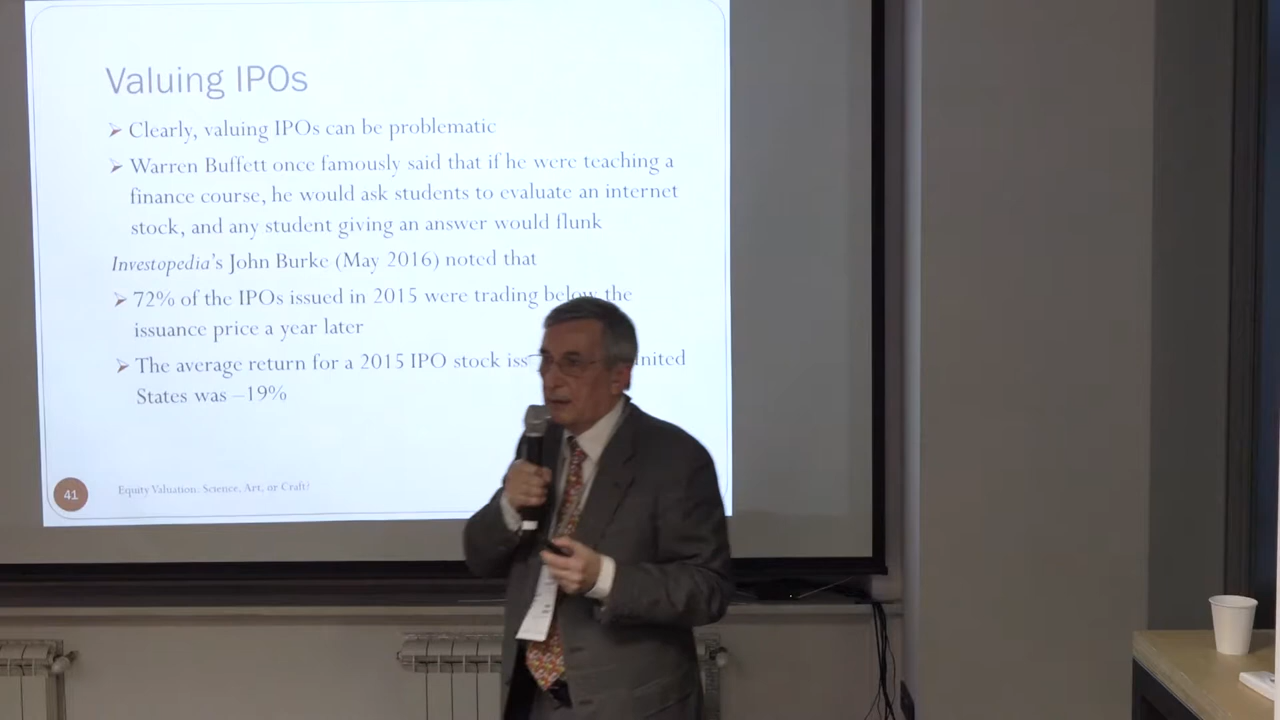 Valuing IPOs
➢ Clearly, valuing IPOs can be problematic
➢ Warren Buffett once famously said that if he were teaching a
finance course, he would ask students to evaluate an internet
stock, and any student giving an answer would flunk
Investopedia's John Burke (May 2016) noted that
➢ 72% of the IPOs issued in 2015 were trading below the
issuance price a year later
➢ The average return for a 2015 IPO stock
States was –19%
41
Equity Valuation: Science, Art, or Craft?